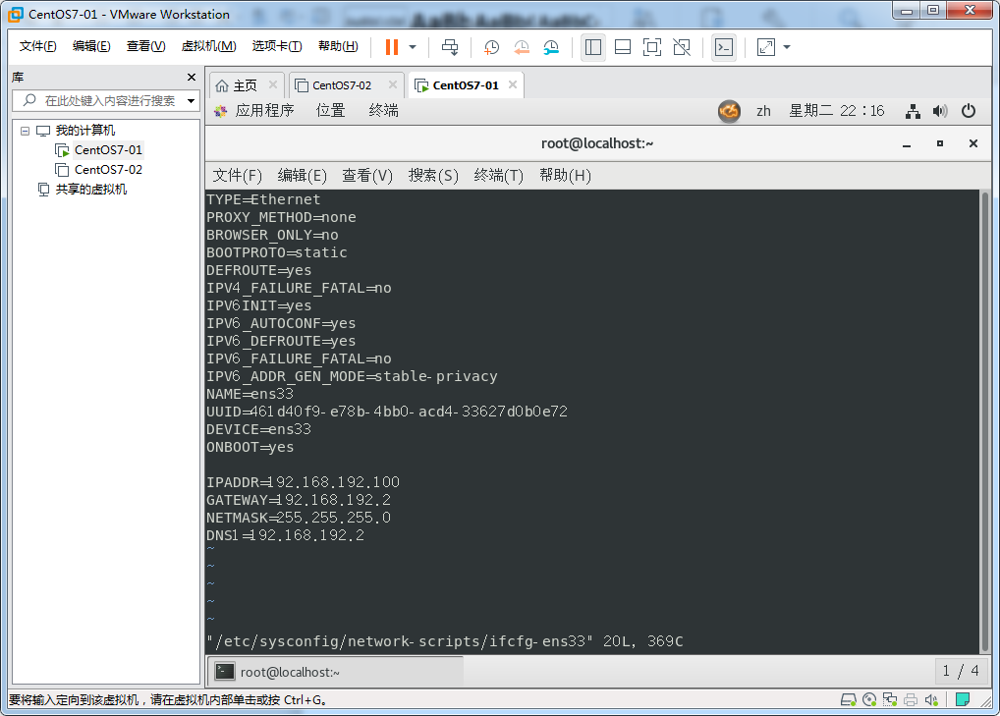 CentOS7-01 - VMware Workstation
文件(F) 编辑(E) 查看(V) 虚拟机(M) 选项卡(T) 帮助(H)
库
在此处键入内容进行搜索
我的计算机
CentOS7-01
CentOS7-02
共享的虚拟机
主页 CentOS7-02 CentOS7-01
应用程序 位置 终端 zh 星期二 22：16
root@localhost:~
文件(F) 编辑(E) 查看(V) 搜索(S) 终端(T) 帮助(H)
TYPE=Ethernet
PROXY_METHOD=none
BROWSER_ONLY=no
BOOTPROTO=static
DEFROUTE=yes
IPV4_FAILURE_FATAL=no
IPV6INIT=yes
IPV6_AUTOCONF=yes
IPV6_DEFROUTE=yes
IPV6_FAILURE_FATAL=no
IPV6_ADDR_GEN_MODE=stable-privacy
NAME=ens33
UUID=461d40f9-e78b-4bb0-acd4-33627d0b0e72
DEVICE=ens33
ONBOOT=yes
IPADDR=192.168.192.100
GATEWAY=192.168.192.2
NETMASK=255.255.255.0
DNS1=192.168.192.2
~
~
~
~
~
"/etc/sysconfig/network-scripts/ifcfg-ens33" 20L, 369C
root@localhost:~ 1 / 4
要将输入定向到该虚拟机，请在虚拟机内部单击或按 Ctrl+G。